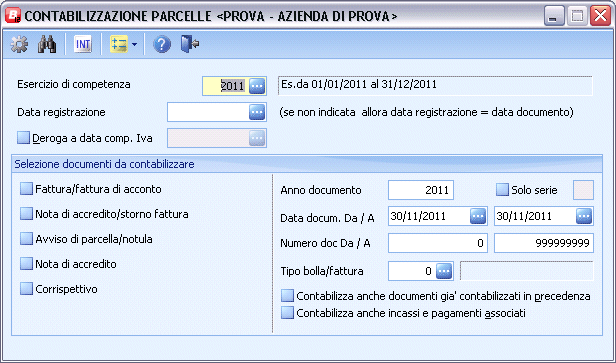 B CONTABILIZZAZIONE PARCELLE <PROVA - AZIENDA DI PROVA>
INT
Esercizio di competenza 2011 Es.da 01/01/2011 al 31/12/2011
Data registrazione (se non indicata allora data registrazione = data documento)
Deroga a data comp. Iva
Selezione documenti da contabilizzare
Fattura/fattura di acconto
Nota di accredito/storno fattura
Avviso di parcella/notula
Nota di accredito
Corrispettivo
Anno documento 2011 Solo serie
Data docum. Da / A 30/11/2011 30/11/2011
Numero doc Da / A 0 999999999
Tipo bolla/fattura 0
Contabilizza anche documenti gia' contabilizzati in precedenza
Contabilizza anche incassi e pagamenti associati